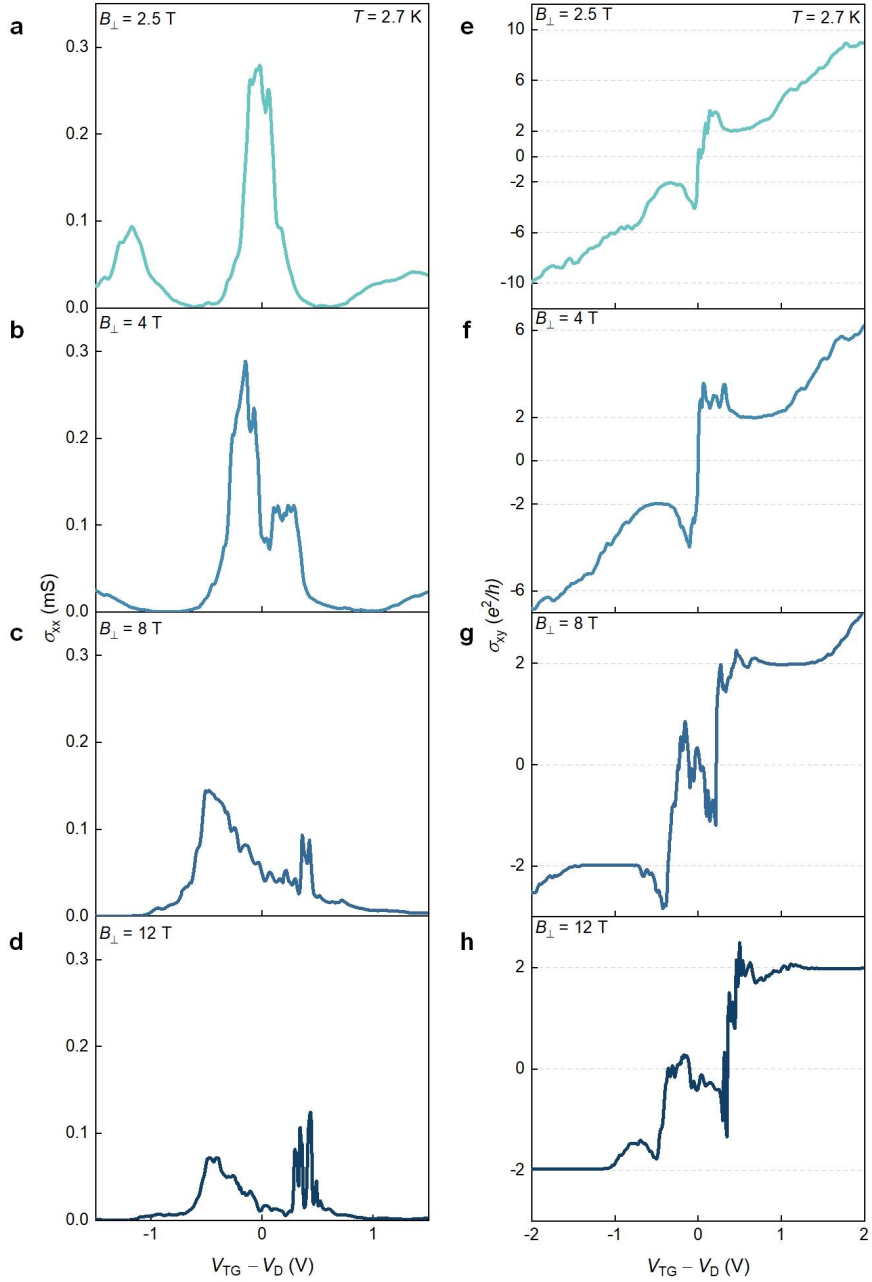 a
B⊥ = 2.5 T
T = 2.7 K
0.3
0.2
0.1
0.0
b
B⊥ = 4 T
0.3
0.2
0.1
0.0
c
B⊥ = 8 T
0.3
0.2
0.1
0.0
d
B⊥ = 12 T
0.3
0.2
0.1
0.0
σxx (mS)
-1
0
1
VTG − VD (V)
e
B⊥ = 2.5 T
T = 2.7 K
10
6
2
0
-2
-6
-10
f
B⊥ = 4 T
6
2
0
-2
-6
g
B⊥ = 8 T
2
0
-2
h
B⊥ = 12 T
2
0
-2
σxy (e²/h)
-2
-1
0
1
2
VTG − VD (V)